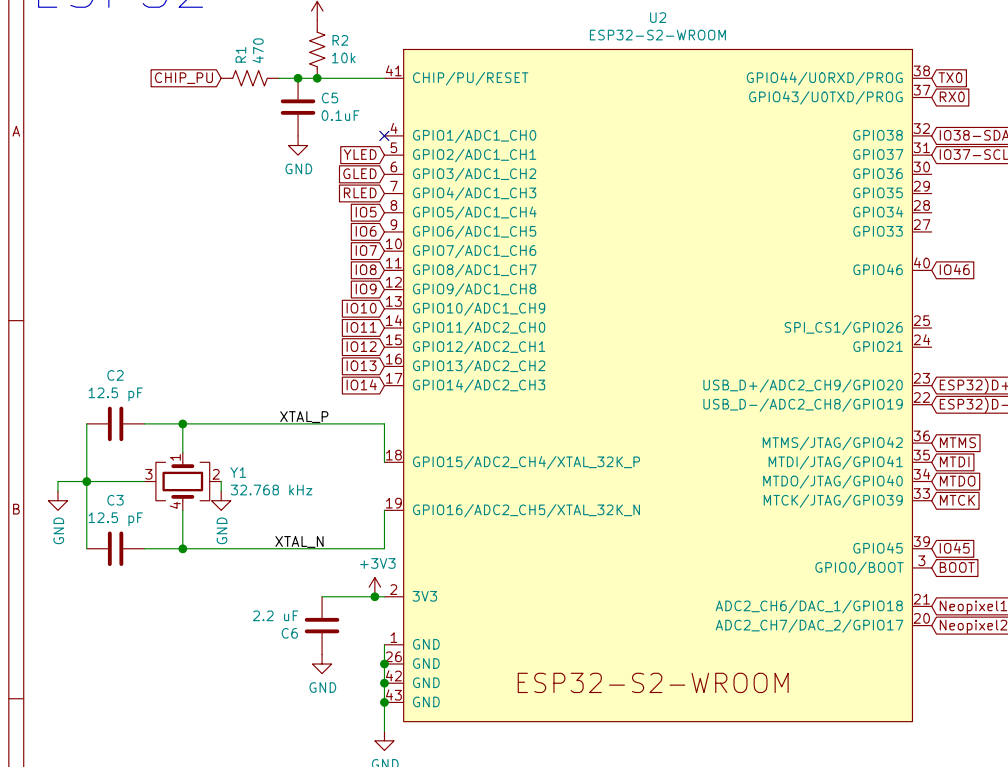 ESP32
U2
ESP32-S2-WROOM
R1
470
R2
10k
CHIP_PU
C5
0.1uF
GND
41 CHIP/PU/RESET
4 GPIO1/ADC1_CH0
YLED 5 GPIO2/ADC1_CH1
GLED 6 GPIO3/ADC1_CH2
RLED 7 GPIO4/ADC1_CH3
IO5 8 GPIO5/ADC1_CH4
IO6 9 GPIO6/ADC1_CH5
IO7 10 GPIO7/ADC1_CH6
IO8 11 GPIO8/ADC1_CH7
IO9 12 GPIO9/ADC1_CH8
IO10 13 GPIO10/ADC1_CH9
IO11 14 GPIO11/ADC2_CH0
IO12 15 GPIO12/ADC2_CH1
IO13 16 GPIO13/ADC2_CH2
IO14 17 GPIO14/ADC2_CH3
18 GPIO15/ADC2_CH4/XTAL_32K_P
19 GPIO16/ADC2_CH5/XTAL_32K_N
2 3V3
1 GND
26 GND
42 GND
43 GND
GND
GPIO44/U0RXD/PROG 38 TX0
GPIO43/U0TXD/PROG 37 RX0
GPIO38 32 IO38-SDA
GPIO37 31 IO37-SCL
GPIO36 30
GPIO35 29
GPIO34 28
GPIO33 27
GPIO46 40 IO46
SPI_CS1/GPIO26 25
GPIO21 24
USB_D+/ADC2_CH9/GPIO20 23 ESP32)D+
USB_D-/ADC2_CH8/GPIO19 22 ESP32)D-
MTMS/JTAG/GPIO42 36 MTMS
MTDI/JTAG/GPIO41 35 MTDI
MTDO/JTAG/GPIO40 34 MTDO
MTCK/JTAG/GPIO39 33 MTCK
GPIO45 39 IO45
GPIO0/BOOT 3 BOOT
ADC2_CH6/DAC_1/GPIO18 21 Neopixel1
ADC2_CH7/DAC_2/GPIO17 20 Neopixel2
ESP32-S2-WROOM
C2
12.5 pF
XTAL_P
1
3
2
4
Y1
32.768 kHz
GND
GND
C3
12.5 pF
XTAL_N
+3V3
2.2 uF
C6
GND
A
B